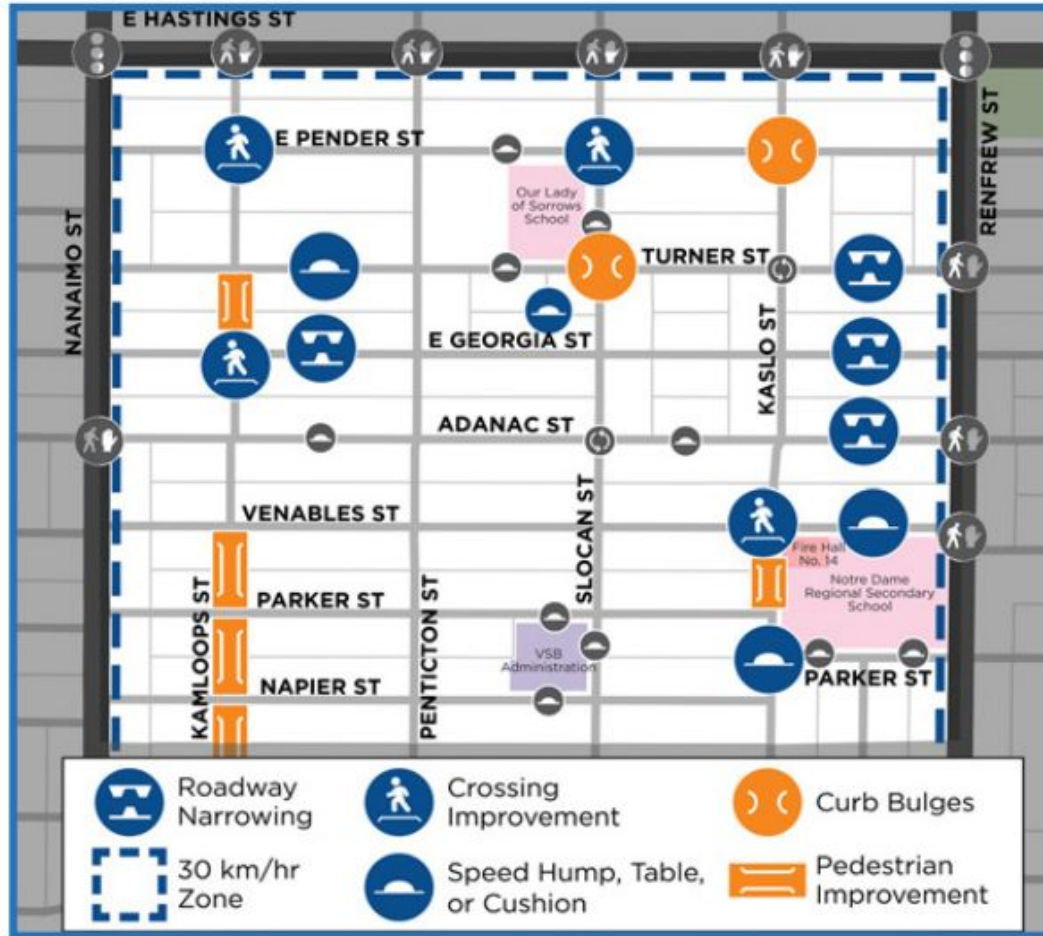 E HASTINGS ST
E PENDER ST
Our Lady
of Sorrows
School
RENFREW ST
NANAIMO ST
TURNER ST
E GEORGIA ST
KASLO ST
ADANAC ST
VENABLES ST
SLOCAN ST
Fire Hall
No. 14
Notre Dame
Regional Secondary
School
KAMLOOPS ST
PARKER ST
PENTICTON ST
VSB
Administration
PARKER ST
NAPIER ST
Roadway
Narrowing
Crossing
Improvement
Curb Bulges
30 km/hr
Zone
Speed Hump, Table,
or Cushion
Pedestrian
Improvement